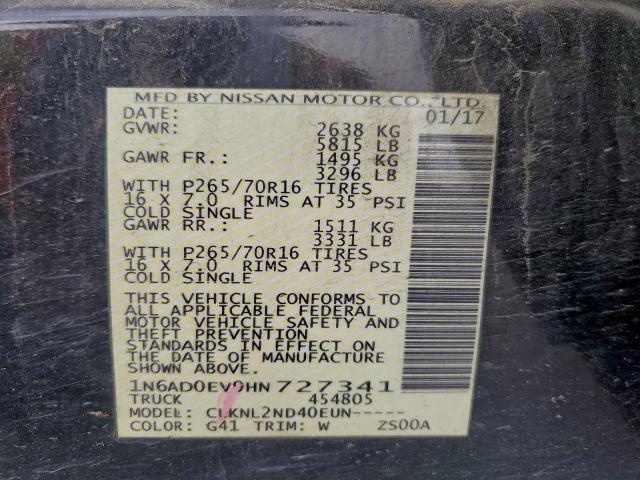 MFD BY NISSAN MOTOR CO.,LTD.
DATE: 01/17
GVWR: 2638 KG
5815 LB
GAWR FR.: 1495 KG
3296 LB
WITH P265/70R16 TIRES
16 X 7.0 RIMS AT 35 PSI
COLD SINGLE
GAWR RR.: 1511 KG
3331 LB
WITH P265/70R16 TIRES
16 X 7.0 RIMS AT 35 PSI
COLD SINGLE
THIS VEHICLE CONFORMS TO
ALL APPLICABLE FEDERAL
MOTOR VEHICLE SAFETY AND
THEFT PREVENTION
STANDARDS IN EFFECT ON
THE DATE OF MANUFACTURE
SHOWN ABOVE.
1N6AD0EV0HN 727341
TRUCK 454805
MODEL: CLKNL2ND40EUN-----
COLOR: G41 TRIM: W ZS00A